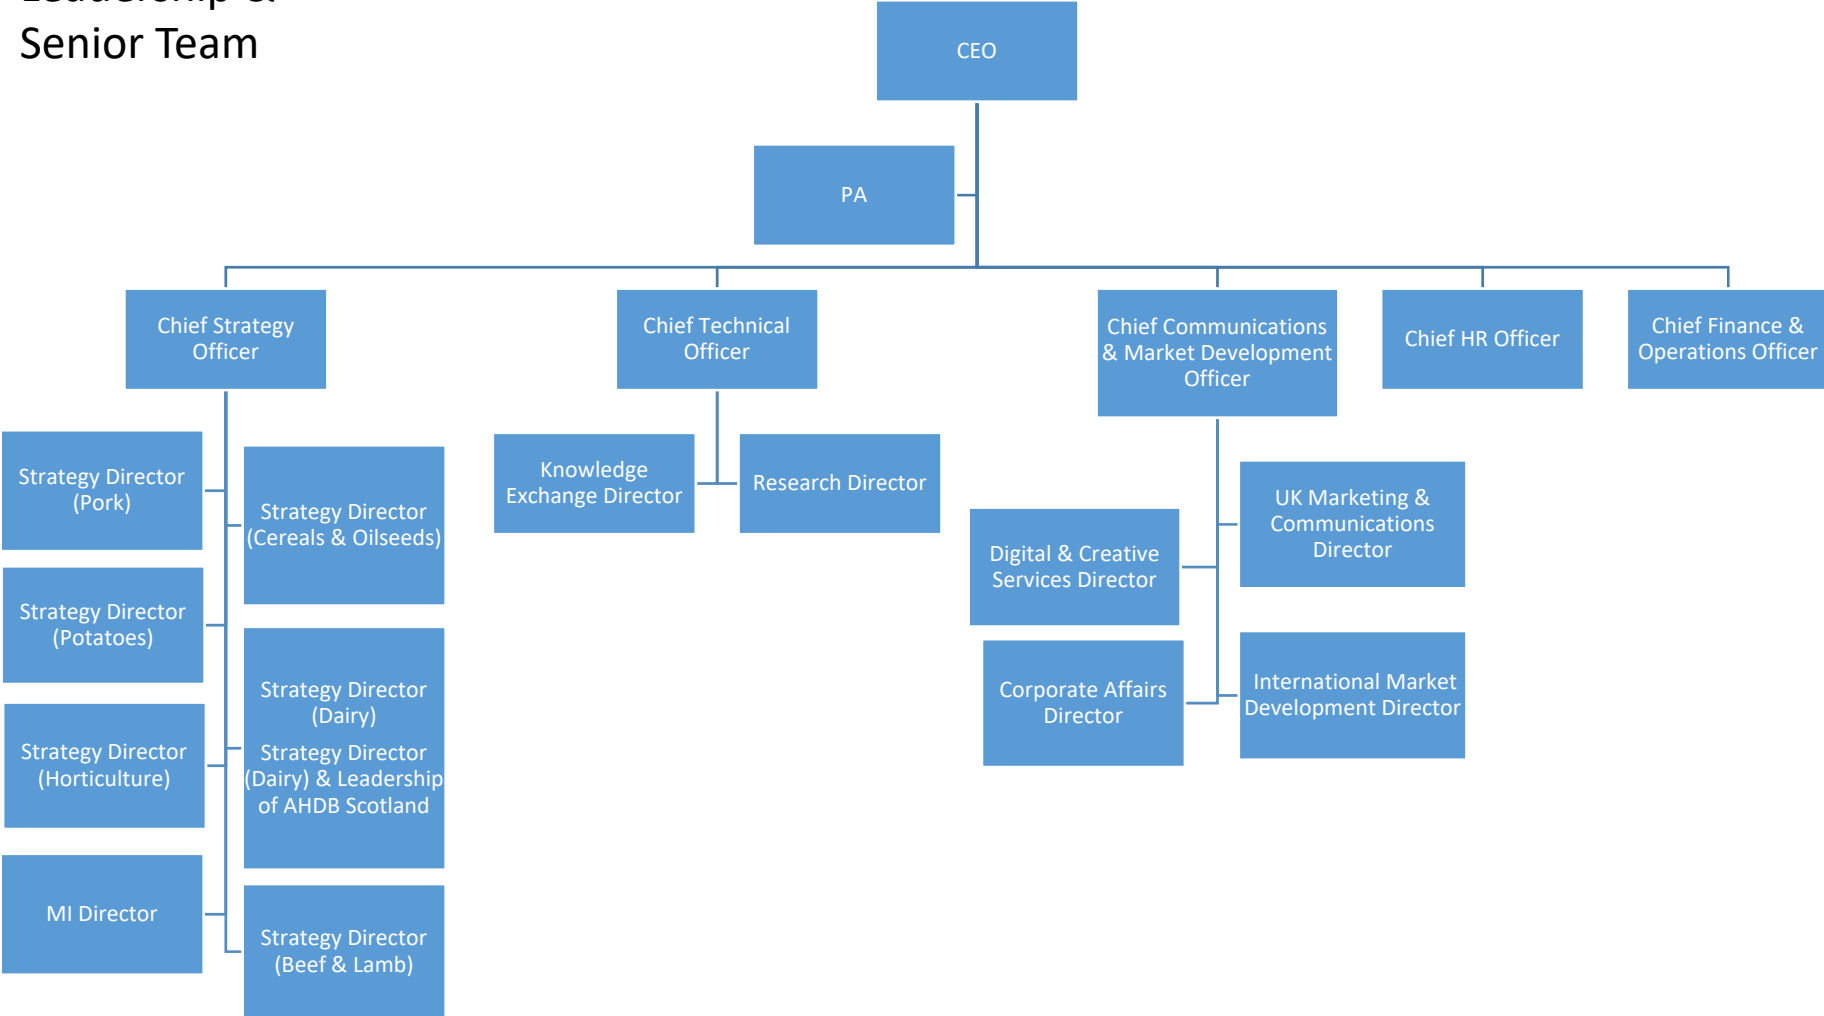 Leadership &
Senior Team
CEO
PA
Chief Strategy
Officer
Chief Technical
Officer
Chief Communications
& Market Development
Officer
Chief HR Officer
Chief Finance &
Operations Officer
Strategy Director
(Pork)
Strategy Director
(Cereals & Oilseeds)
Strategy Director
(Potatoes)
Strategy Director
(Dairy)
Strategy Director
(Dairy) & Leadership
of AHDB Scotland
Strategy Director
(Horticulture)
MI Director
Strategy Director
(Beef & Lamb)
Knowledge
Exchange Director
Research Director
Digital & Creative
Services Director
UK Marketing &
Communications
Director
Corporate Affairs
Director
International Market
Development Director